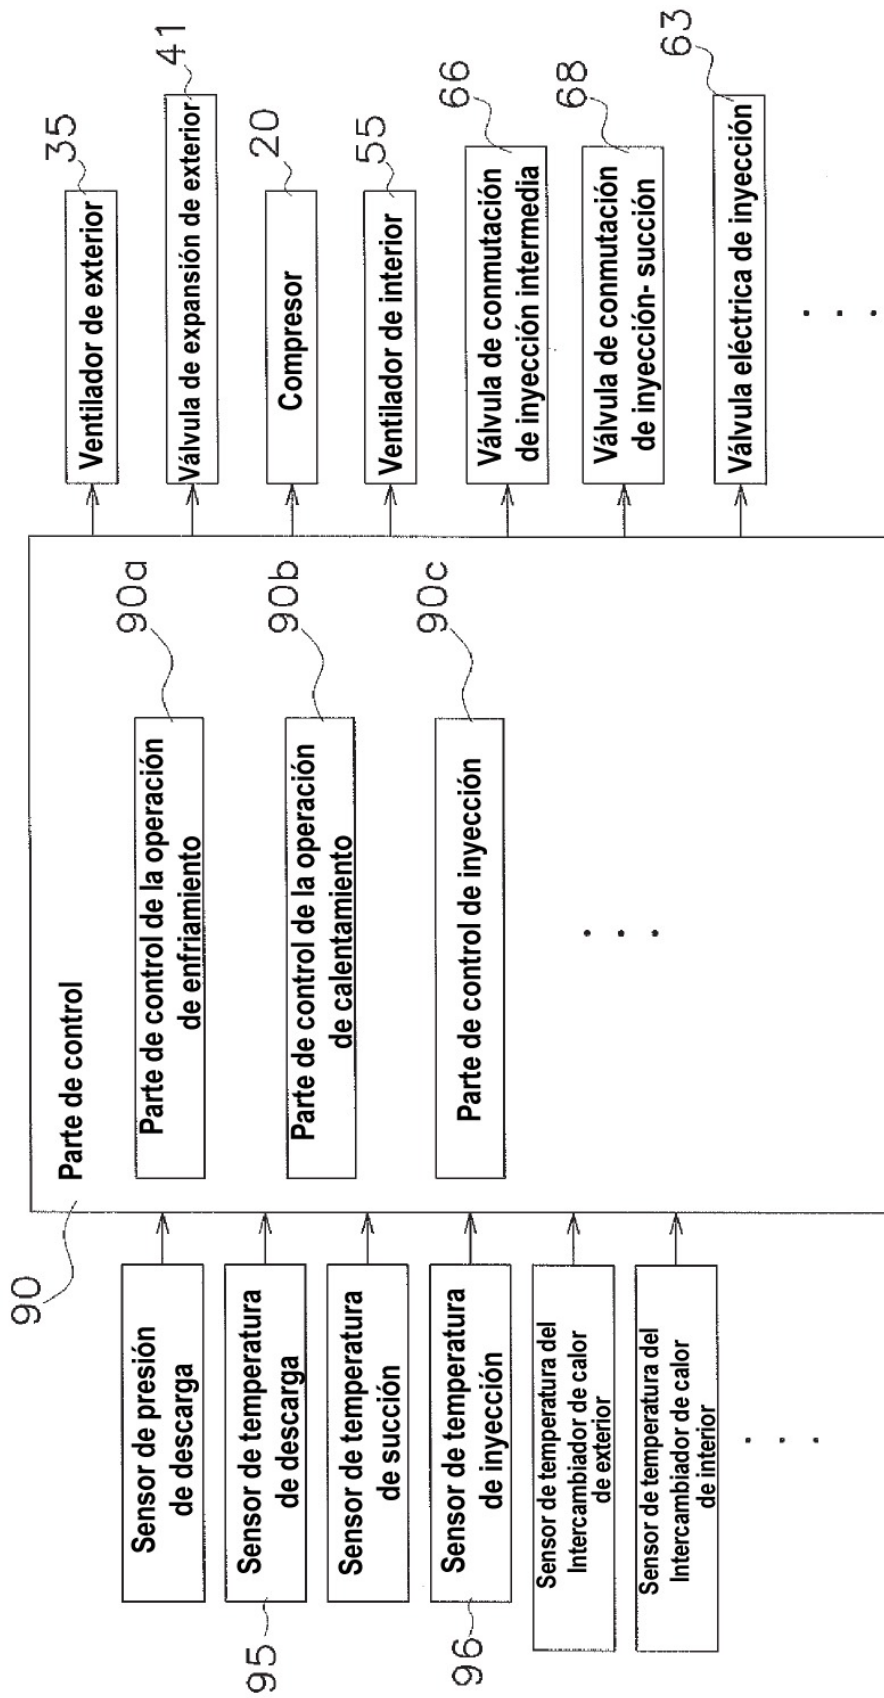 90
Parte de control
Sensor de presión
de descarga
95
Sensor de temperatura
de descarga
Sensor de temperatura
de succión
96
Sensor de temperatura
de inyección
Sensor de temperatura del
Intercambiador de calor
de exterior
Sensor de temperatura del
Intercambiador de calor
de interior
. . .
90a
Parte de control de la operación
de enfriamiento
90b
Parte de control de la operación
de calentamiento
90c
Parte de control de inyección
. . .
35
Ventilador de exterior
41
Válvula de expansión de exterior
20
Compresor
55
Ventilador de interior
66
Válvula de conmutación
de inyección intermedia
68
Válvula de conmutación
de inyección- succión
63
Válvula eléctrica de inyección
. . .